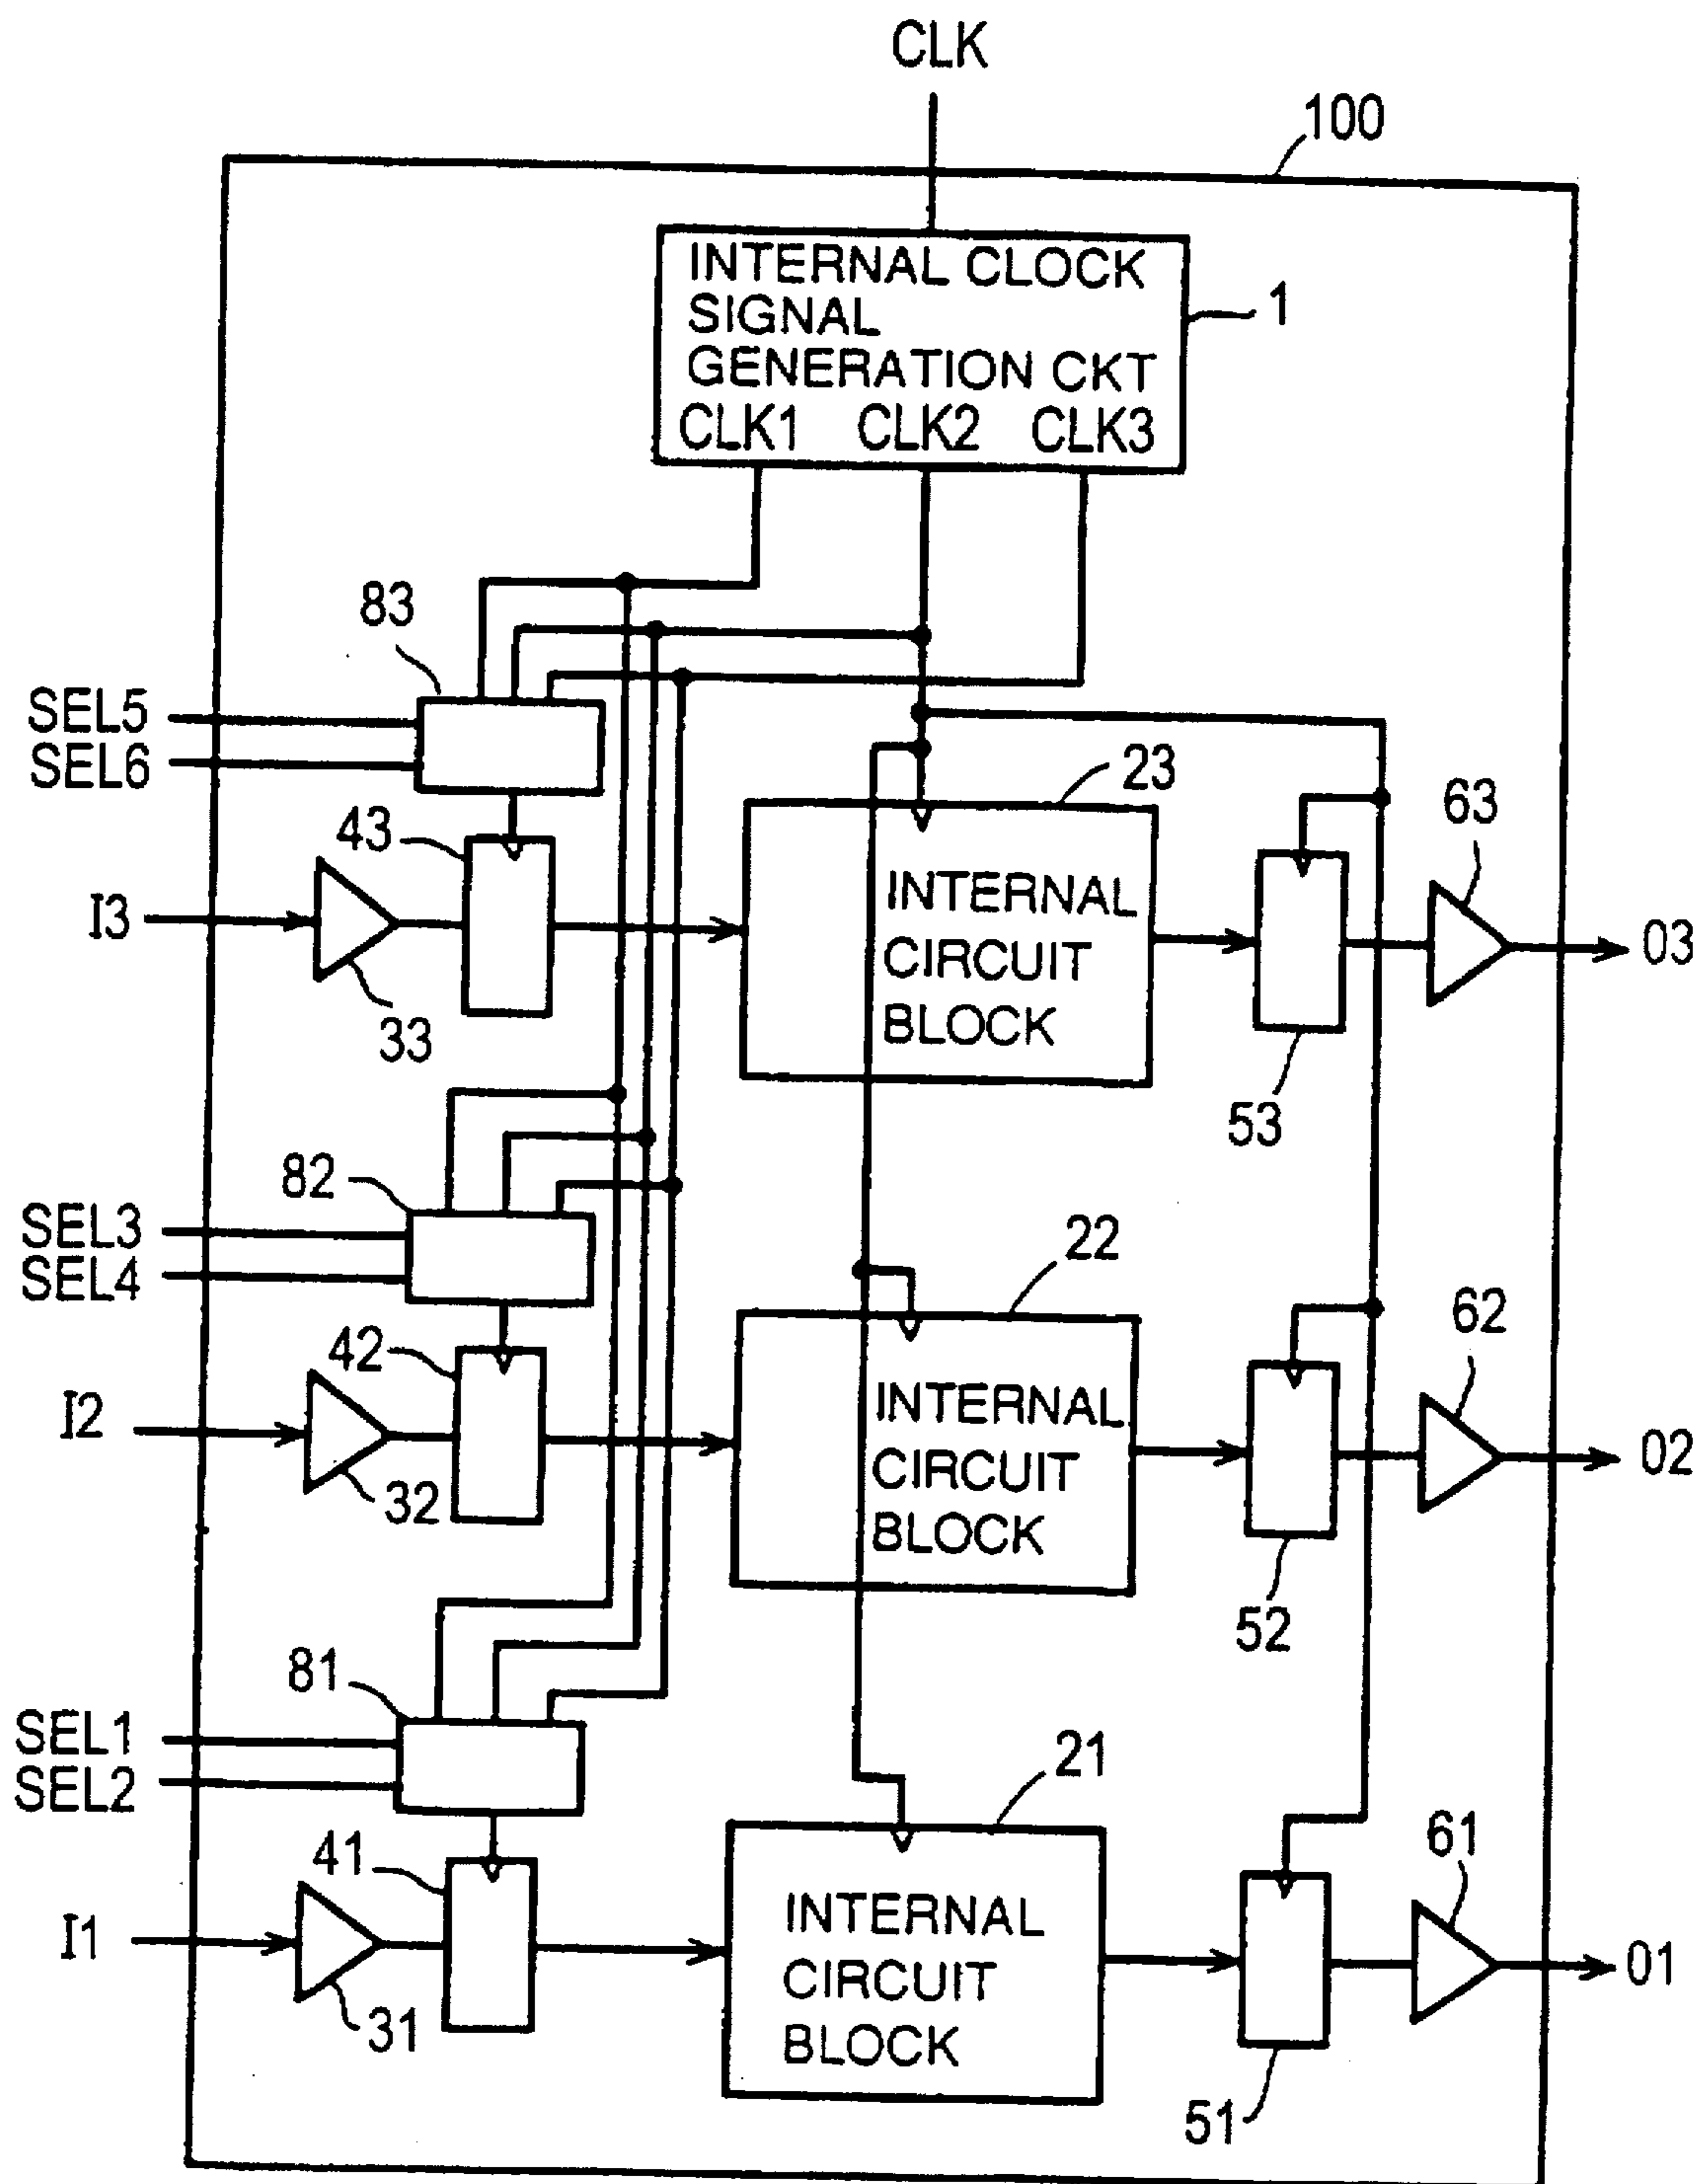 CLK
100
INTERNAL CLOCK
SIGNAL
GENERATION CKT
CLK1 CLK2 CLK3
1
83
SEL5
SEL6
23
63
43
I3
INTERNAL
CIRCUIT
BLOCK
03
33
53
82
SEL3
SEL4
22
62
42
I2
INTERNAL
CIRCUIT
BLOCK
02
32
52
81
SEL1
SEL2
21
61
41
I1
INTERNAL
CIRCUIT
BLOCK
01
31
51